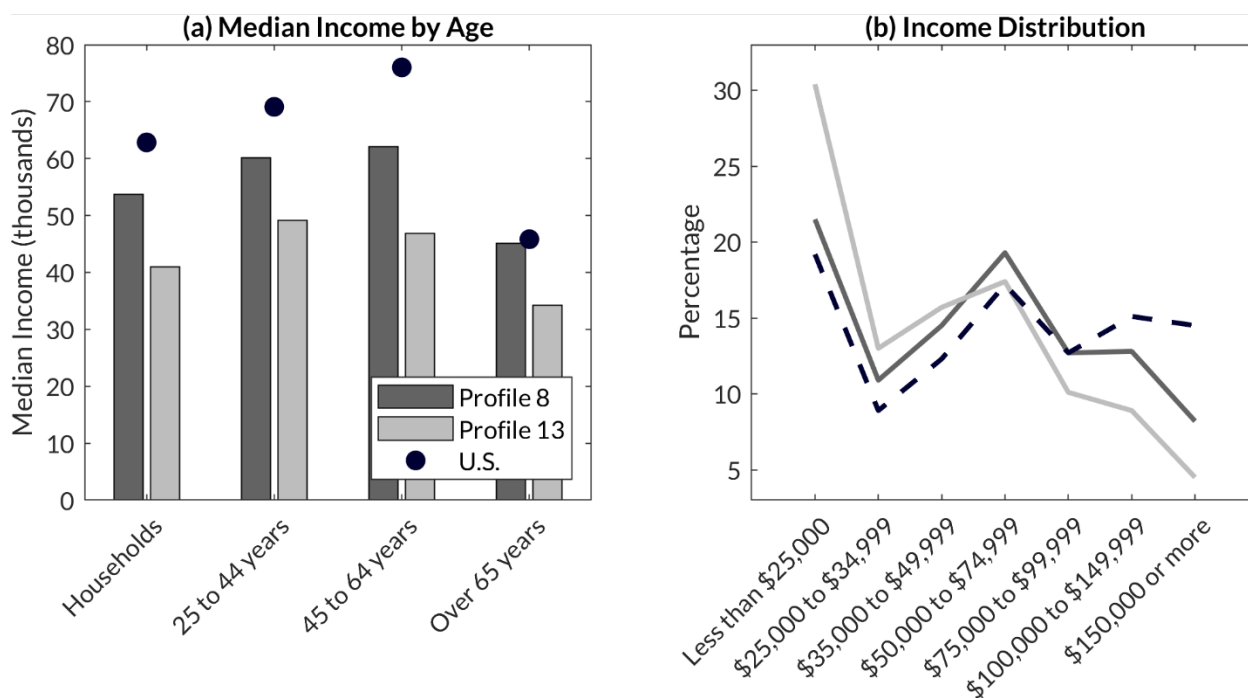 (a) Median Income by Age
Median Income (thousands)
80
70
60
50
40
30
20
10
0
Households
25 to 44 years
45 to 64 years
Over 65 years
Profile 8
Profile 13
U.S.
(b) Income Distribution
Percentage
30
25
20
15
10
5
Less than $25,000
$25,000 to $34,999
$35,000 to $49,999
$50,000 to $74,999
$75,000 to $99,999
$100,000 to $149,999
$150,000 or more